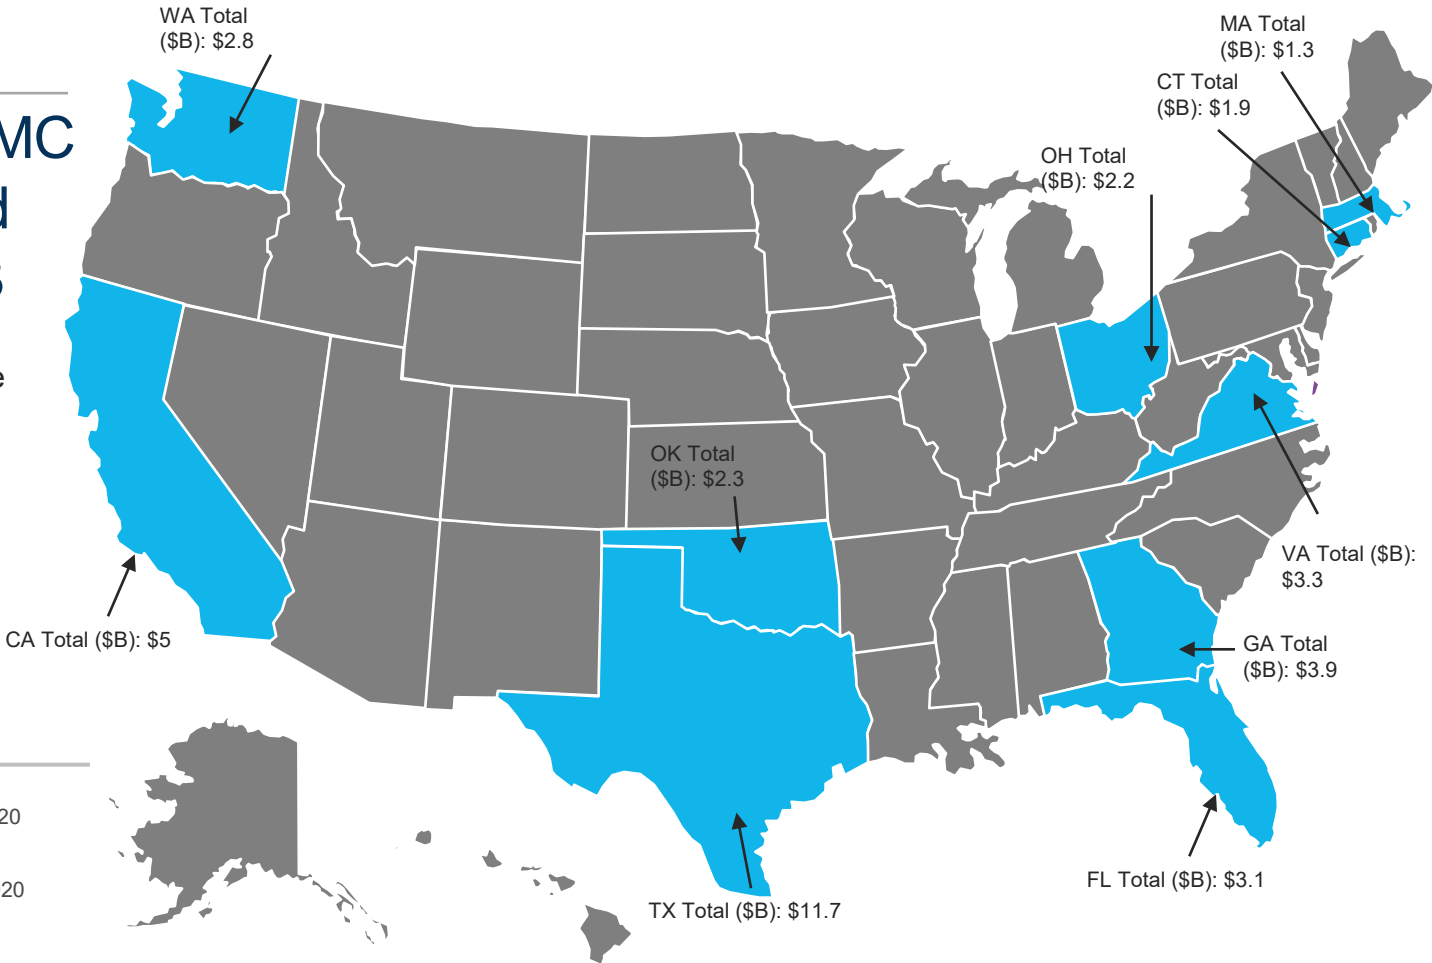 WA Total
($B): $2.8
MA Total
($B): $1.3
CT Total
($B): $1.9
MC
OH Total
($B): $2.2
d
e
OK Total
($B): $2.3
VA Total ($B):
$3.3
CA Total ($B): $5
GA Total
($B): $3.9
20
FL Total ($B): $3.1
20
TX Total ($B): $11.7